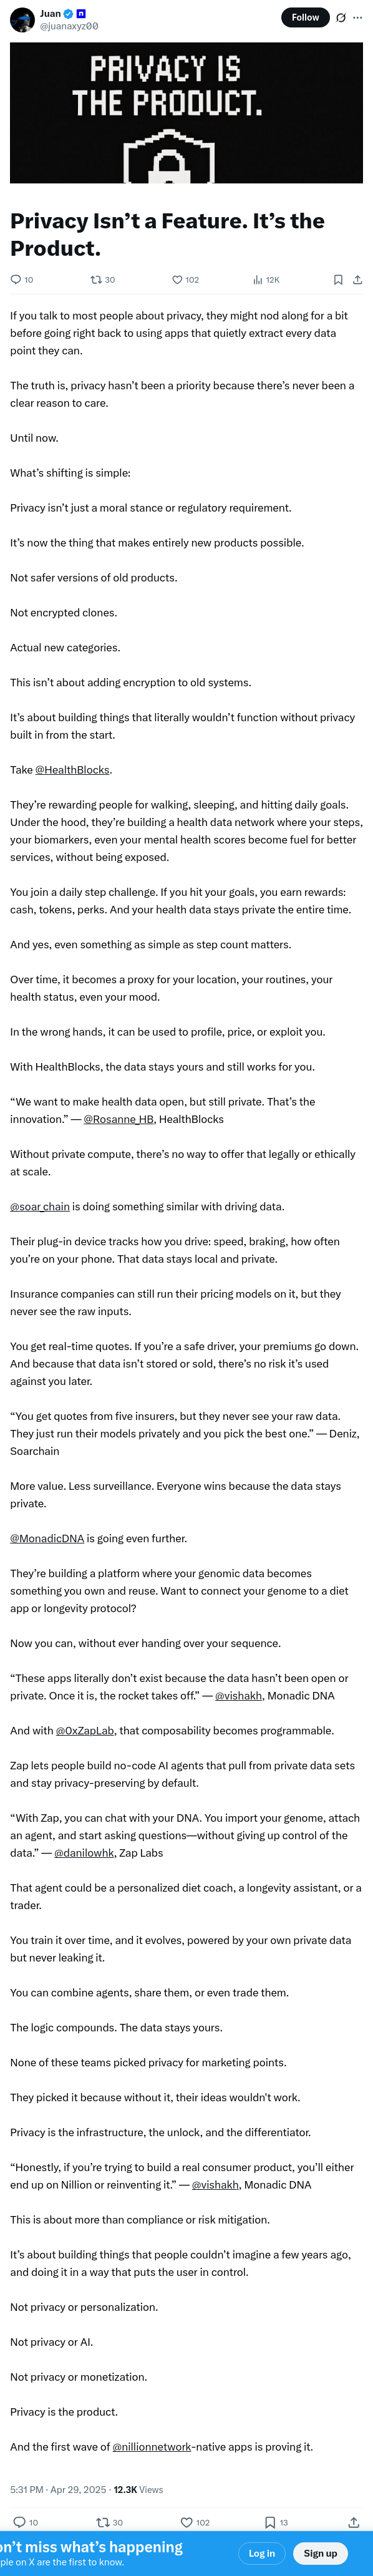 Juan
@juanaxyz00
Follow
PRIVACY IS
THE PRODUCT.
Privacy Isn’t a Feature. It’s the
Product.
10
30
102
12K
If you talk to most people about privacy, they might nod along for a bit
before going right back to using apps that quietly extract every data
point they can.
The truth is, privacy hasn’t been a priority because there’s never been a
clear reason to care.
Until now.
What’s shifting is simple:
Privacy isn’t just a moral stance or regulatory requirement.
It’s now the thing that makes entirely new products possible.
Not safer versions of old products.
Not encrypted clones.
Actual new categories.
This isn’t about adding encryption to old systems.
It’s about building things that literally wouldn’t function without privacy
built in from the start.
Take @HealthBlocks.
They’re rewarding people for walking, sleeping, and hitting daily goals.
Under the hood, they’re building a health data network where your steps,
your biomarkers, even your mental health scores become fuel for better
services, without being exposed.
You join a daily step challenge. If you hit your goals, you earn rewards:
cash, tokens, perks. And your health data stays private the entire time.
And yes, even something as simple as step count matters.
Over time, it becomes a proxy for your location, your routines, your
health status, even your mood.
In the wrong hands, it can be used to profile, price, or exploit you.
With HealthBlocks, the data stays yours and still works for you.
“We want to make health data open, but still private. That’s the
innovation.” — @Rosanne_HB, HealthBlocks
Without private compute, there’s no way to offer that legally or ethically
at scale.
@soar_chain is doing something similar with driving data.
Their plug-in device tracks how you drive: speed, braking, how often
you’re on your phone. That data stays local and private.
Insurance companies can still run their pricing models on it, but they
never see the raw inputs.
You get real-time quotes. If you’re a safe driver, your premiums go down.
And because that data isn’t stored or sold, there’s no risk it’s used
against you later.
“You get quotes from five insurers, but they never see your raw data.
They just run their models privately and you pick the best one.” — Deniz,
Soarchain
More value. Less surveillance. Everyone wins because the data stays
private.
@MonadicDNA is going even further.
They’re building a platform where your genomic data becomes
something you own and reuse. Want to connect your genome to a diet
app or longevity protocol?
Now you can, without ever handing over your sequence.
“These apps literally don’t exist because the data hasn’t been open or
private. Once it is, the rocket takes off.” — @vishakh, Monadic DNA
And with @0xZapLab, that composability becomes programmable.
Zap lets people build no-code AI agents that pull from private data sets
and stay privacy-preserving by default.
“With Zap, you can chat with your DNA. You import your genome, attach
an agent, and start asking questions—without giving up control of the
data.” — @danilowhk, Zap Labs
That agent could be a personalized diet coach, a longevity assistant, or a
trader.
You train it over time, and it evolves, powered by your own private data
but never leaking it.
You can combine agents, share them, or even trade them.
The logic compounds. The data stays yours.
None of these teams picked privacy for marketing points.
They picked it because without it, their ideas wouldn't work.
Privacy is the infrastructure, the unlock, and the differentiator.
“Honestly, if you’re trying to build a real consumer product, you’ll either
end up on Nillion or reinventing it.” — @vishakh, Monadic DNA
This is about more than compliance or risk mitigation.
It’s about building things that people couldn’t imagine a few years ago,
and doing it in a way that puts the user in control.
Not privacy or personalization.
Not privacy or AI.
Not privacy or monetization.
Privacy is the product.
And the first wave of @nillionnetwork-native apps is proving it.
5:31 PM · Apr 29, 2025 · 12.3K Views
10
30
102
13
on’t miss what’s happening
ple on X are the first to know.
Log in
Sign up